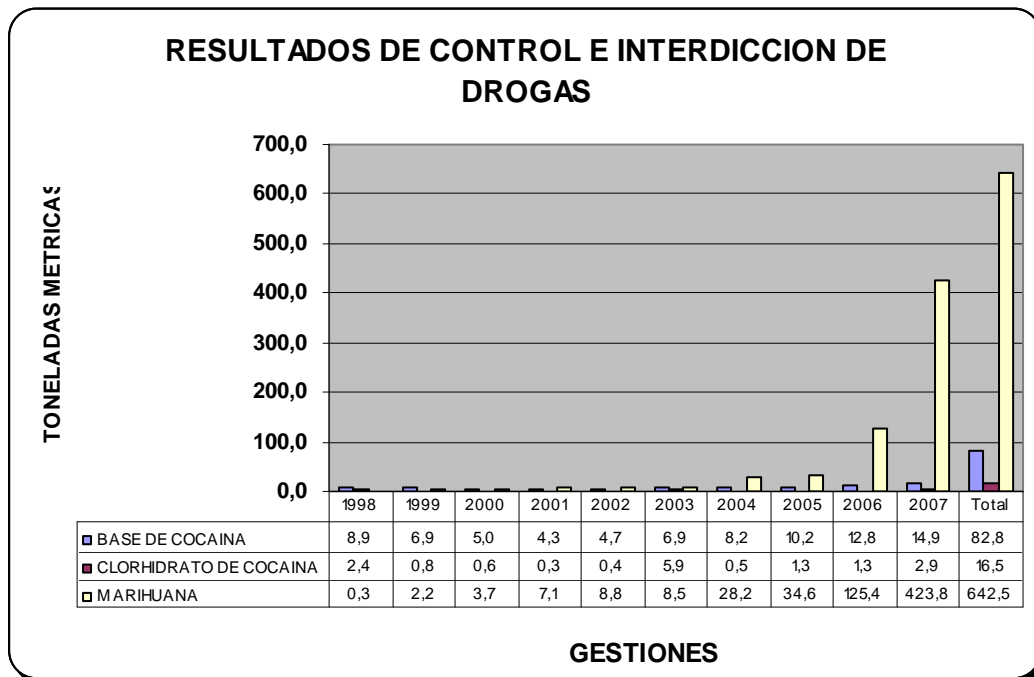 RESULTADOS DE CONTROL E INTERDICCION DE
DROGAS
TONELADAS METRICAS
700,0
600,0
500,0
400,0
300,0
200,0
100,0
0,0
1998 1999 2000 2001 2002 2003 2004 2005 2006 2007 Total
BASE DE COCAINA 8,9 6,9 5,0 4,3 4,7 6,9 8,2 10,2 12,8 14,9 82,8
CLORHIDRATO DE COCAINA 2,4 0,8 0,6 0,3 0,4 5,9 0,5 1,3 1,3 2,9 16,5
MARIHUANA 0,3 2,2 3,7 7,1 8,8 8,5 28,2 34,6 125,4 423,8 642,5
GESTIONES